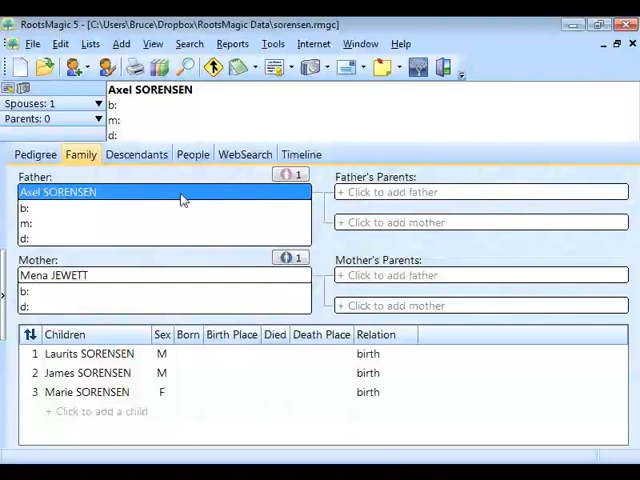 RootsMagic 5 - [C:\Users\Bruce\Dropbox\RootsMagic Data\sorensen.rmgc]
File Edit Lists Add View Search Reports Tools Internet Window Help
Axel SORENSEN
Spouses: 1
b:
Parents: 0
m:
d:
Pedigree Family Descendants People WebSearch Timeline
Father: 1 Father's Parents:
Axel SORENSEN + Click to add father
b:
m: + Click to add mother
d:
Mother: 1 Mother's Parents:
Mena JEWETT + Click to add father
b:
d: + Click to add mother
Children Sex Born Birth Place Died Death Place Relation
1 Laurits SORENSEN M birth
2 James SORENSEN M birth
3 Marie SORENSEN F birth
+ Click to add a child